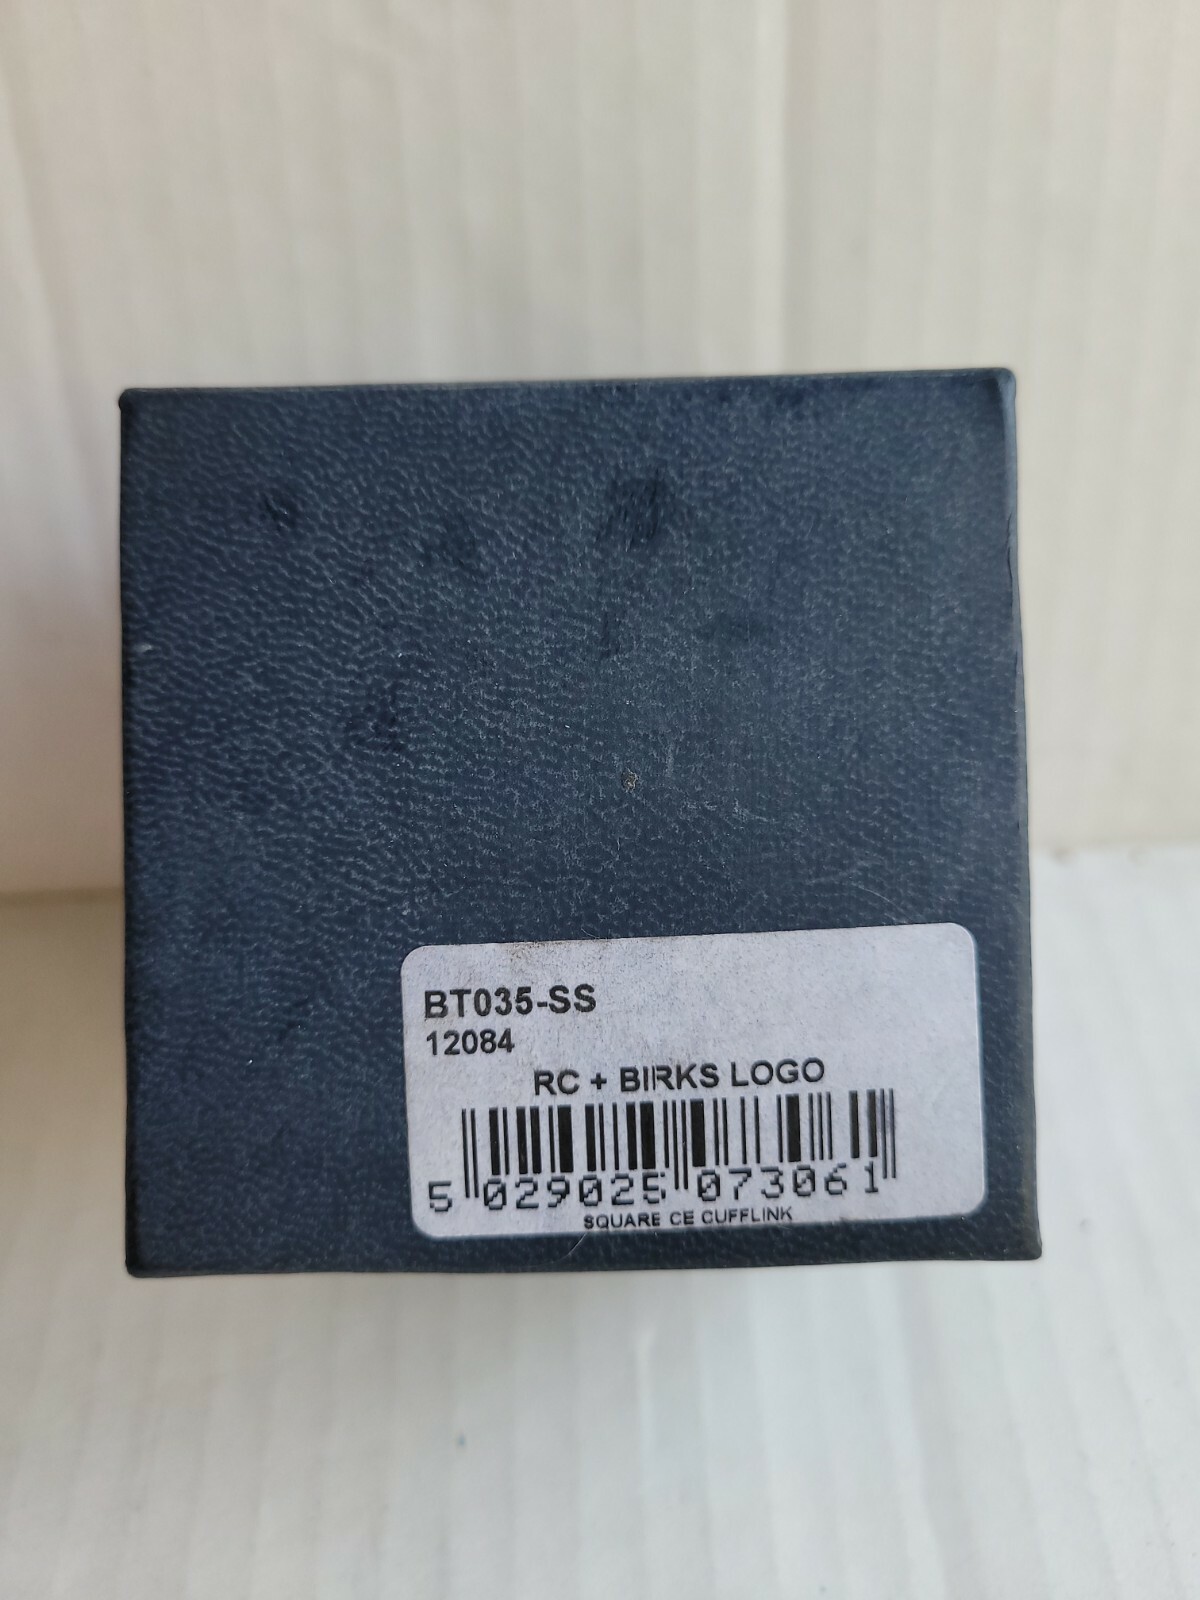 BT035-SS
12084
RC + BIRKS LOGO
5 029025 073061
SQUARE CE CUFFLINK